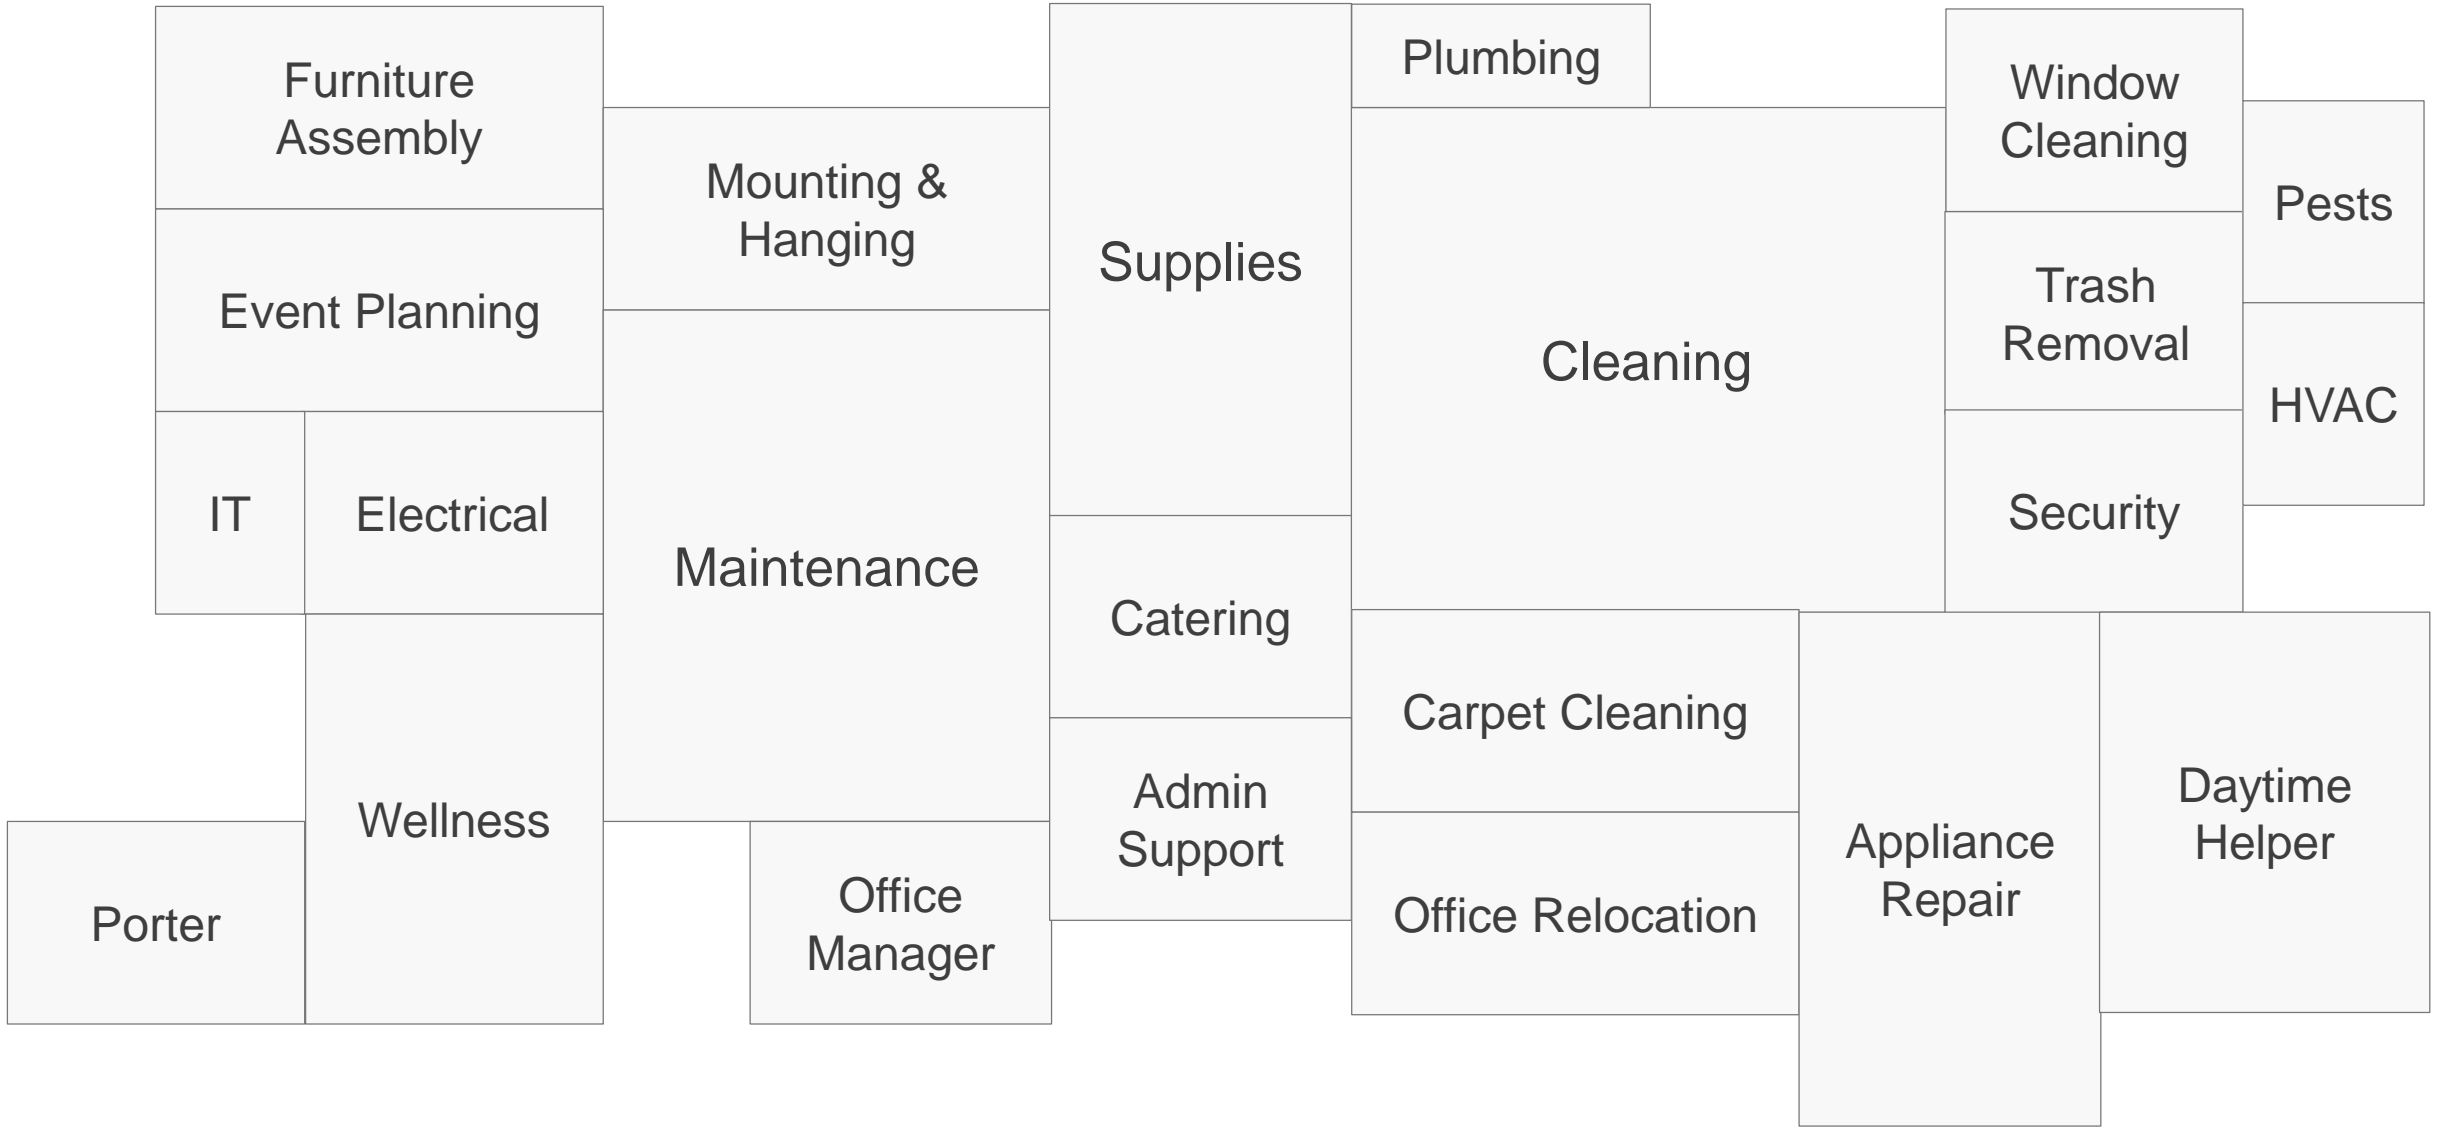 Furniture
Assembly
Event Planning
IT
Electrical
Wellness
Porter
Mounting &
Hanging
Maintenance
Office
Manager
Supplies
Catering
Admin
Support
Plumbing
Cleaning
Carpet Cleaning
Office Relocation
Window
Cleaning
Trash
Removal
Security
Pests
HVAC
Appliance
Repair
Daytime
Helper